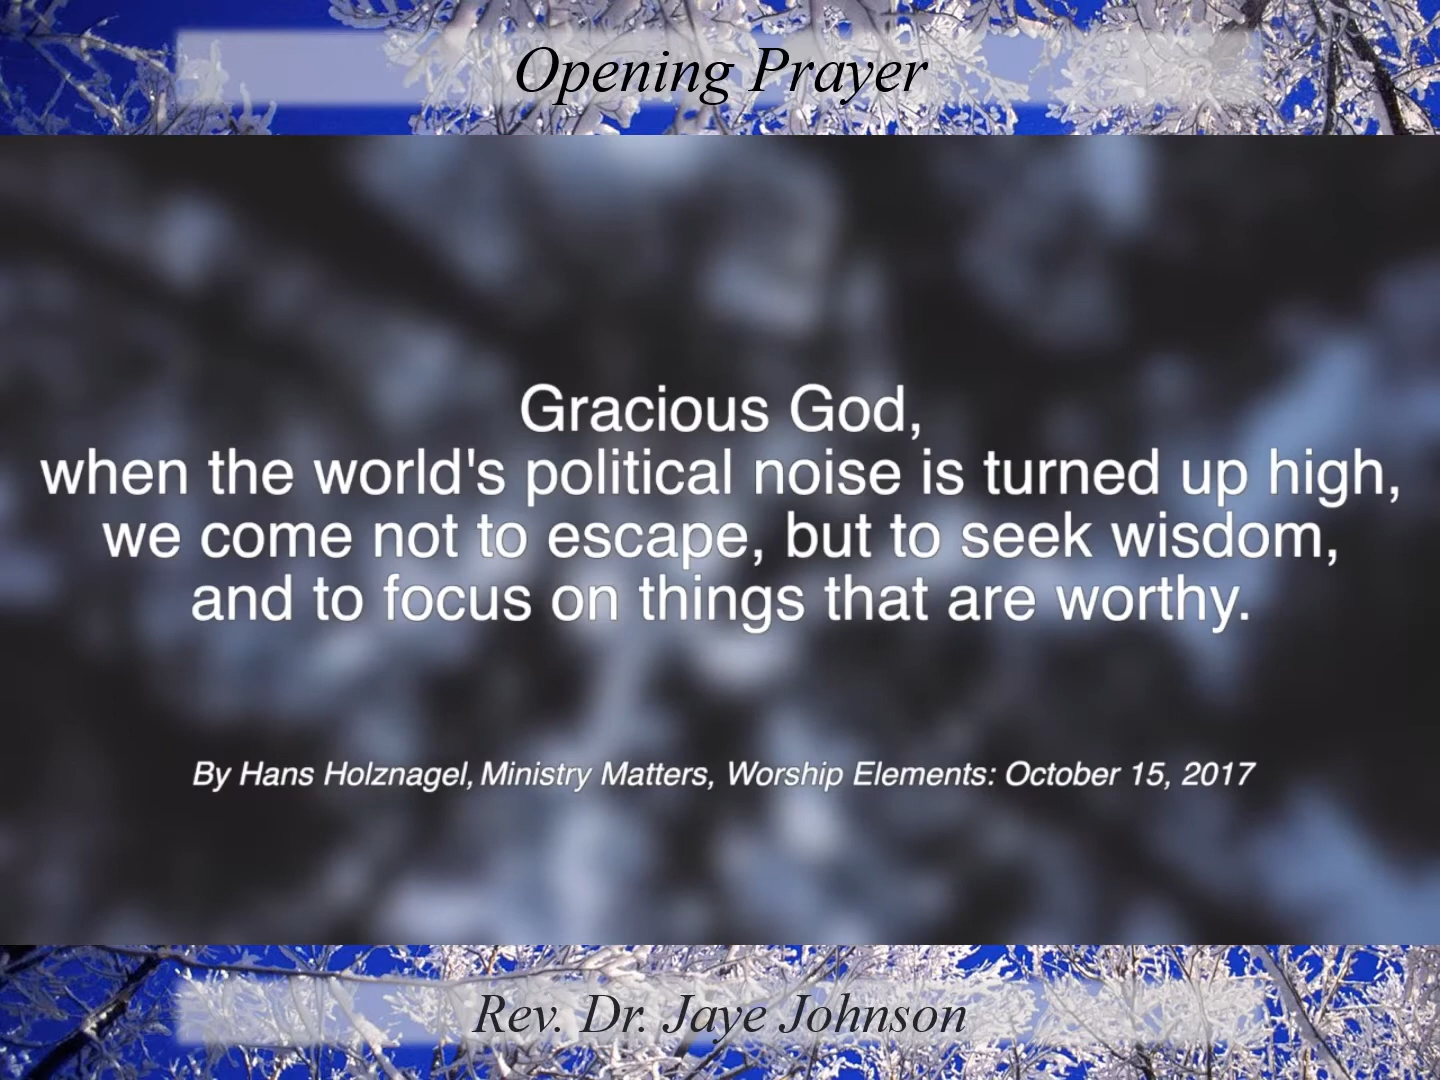 Opening Prayer
Gracious God,
when the world's political noise is turned up high,
we come not to escape, but to seek wisdom,
and to focus on things that are worthy.
By Hans Holznagel, Ministry Matters, Worship Elements: October 15, 2017
Rev. Dr. Jaye Johnson